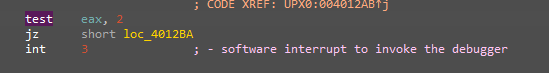 ; CODE XREF: UPX0:004012AB↑j
test eax, 2
jz short loc_4012BA
int 3 ; - software interrupt to invoke the debugger